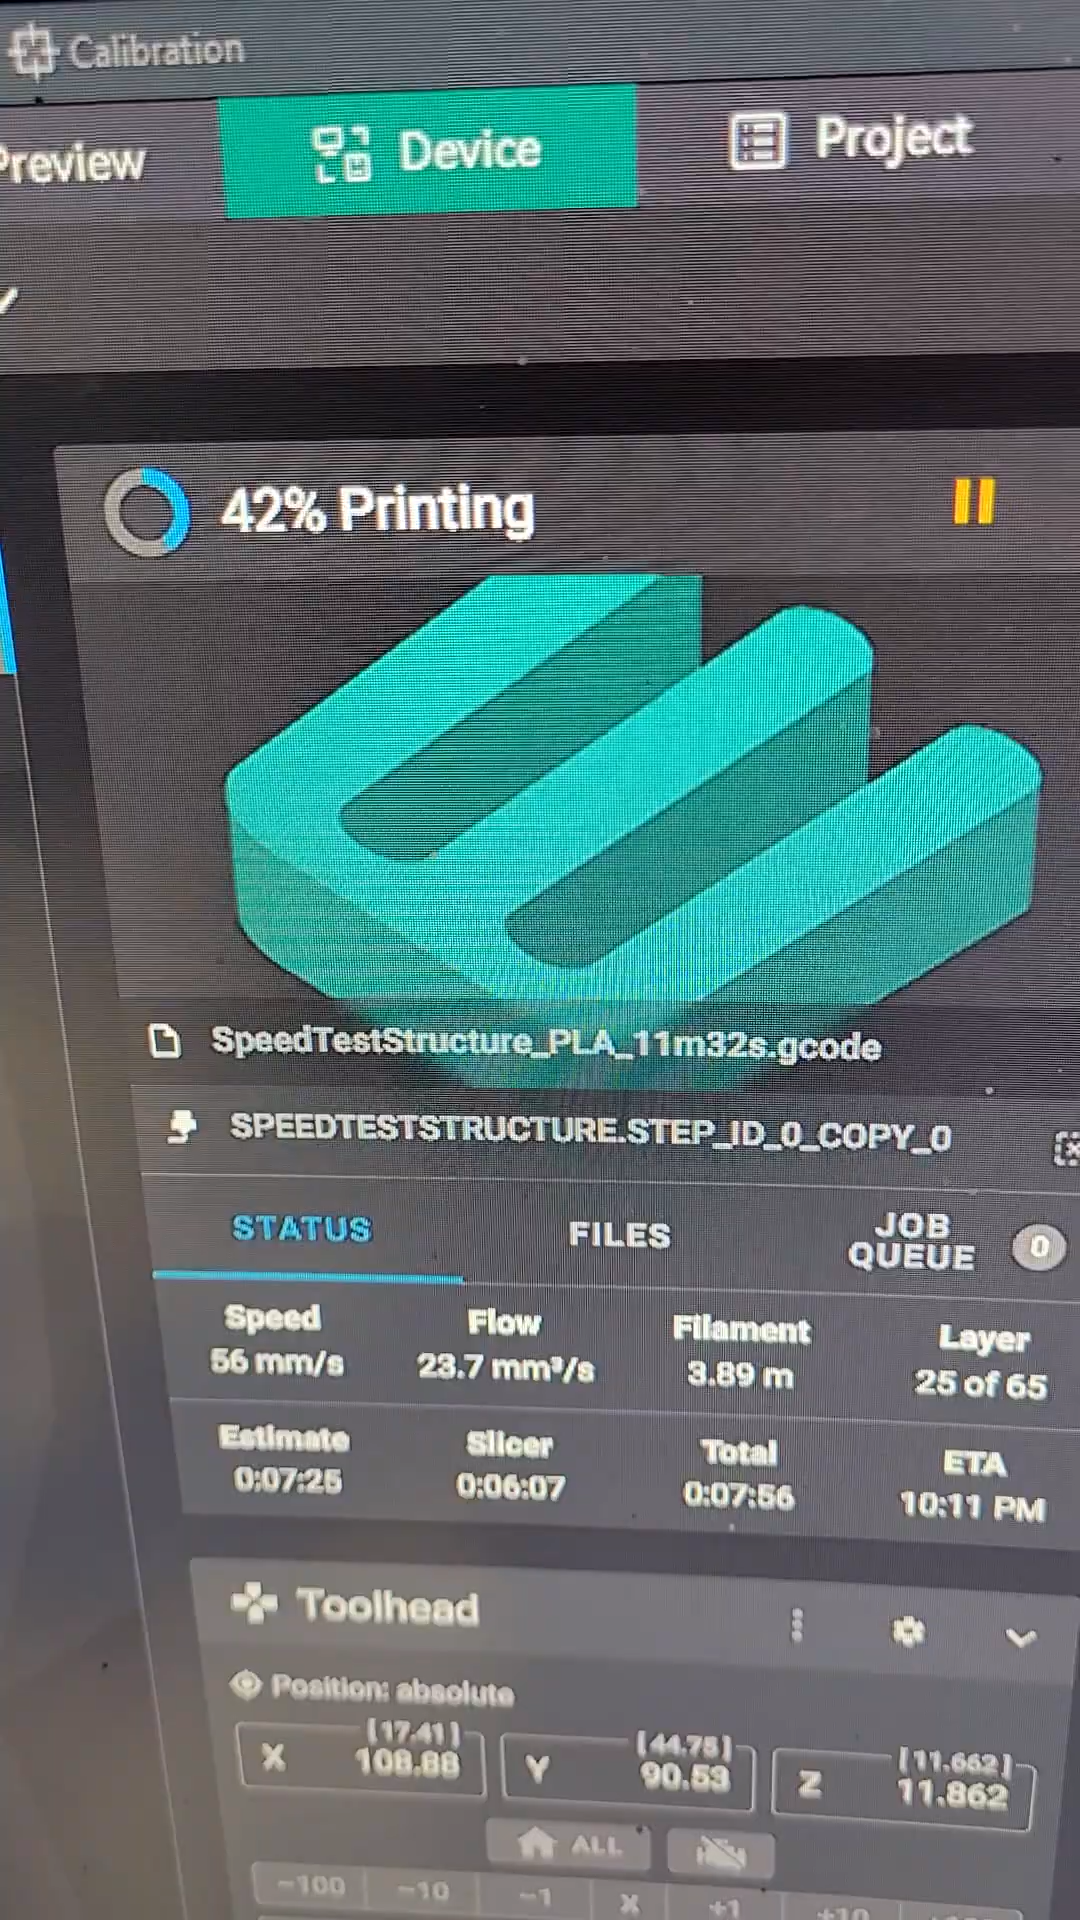 Calibration
Preview
Device
Project
42% Printing
SpeedTestStructure_PLA_11m32s.gcode
SPEEDTESTSTRUCTURE.STEP_ID_0_COPY_0
STATUS
FILES
JOB QUEUE
0
Speed
Flow
Filament
Layer
56 mm/s
23.7 mm³/s
3.89 m
25 of 65
Estimate
Slicer
Total
ETA
0:07:25
0:06:07
0:07:56
10:11 PM
Toolhead
Position: absolute
[17.41]
[44.75]
[11.662]
X 108.88
Y 90.53
Z 11.862
ALL
-100 -10 -1 X +1 +10